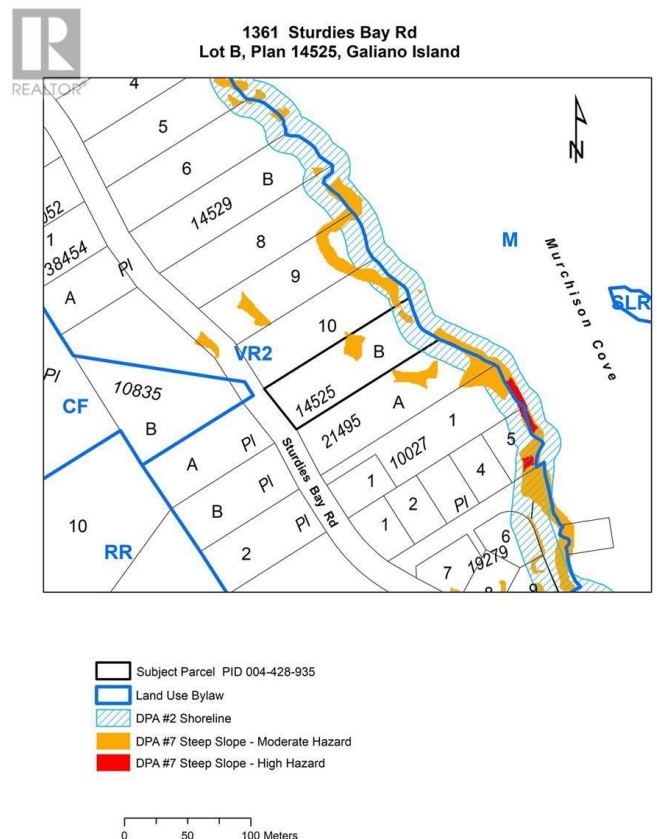 1361 Sturdies Bay Rd
Lot B, Plan 14525, Galiano Island
REALTOR®
4
5
6
B
14529
052
1
38454
Pl
A
8
9
N
M
Murchison Cove
SLR
10
VR2
B
14525
Pl
10835
CF
B
A
21495
1
10027
5
A
Pl
Sturdies Bay Rd
1
4
2
Pl
B
Pl
1
10
RR
Pl
2
6
19279
7
8
9
Subject Parcel PID 004-428-935
Land Use Bylaw
DPA #2 Shoreline
DPA #7 Steep Slope - Moderate Hazard
DPA #7 Steep Slope - High Hazard
0 50 100 Meters